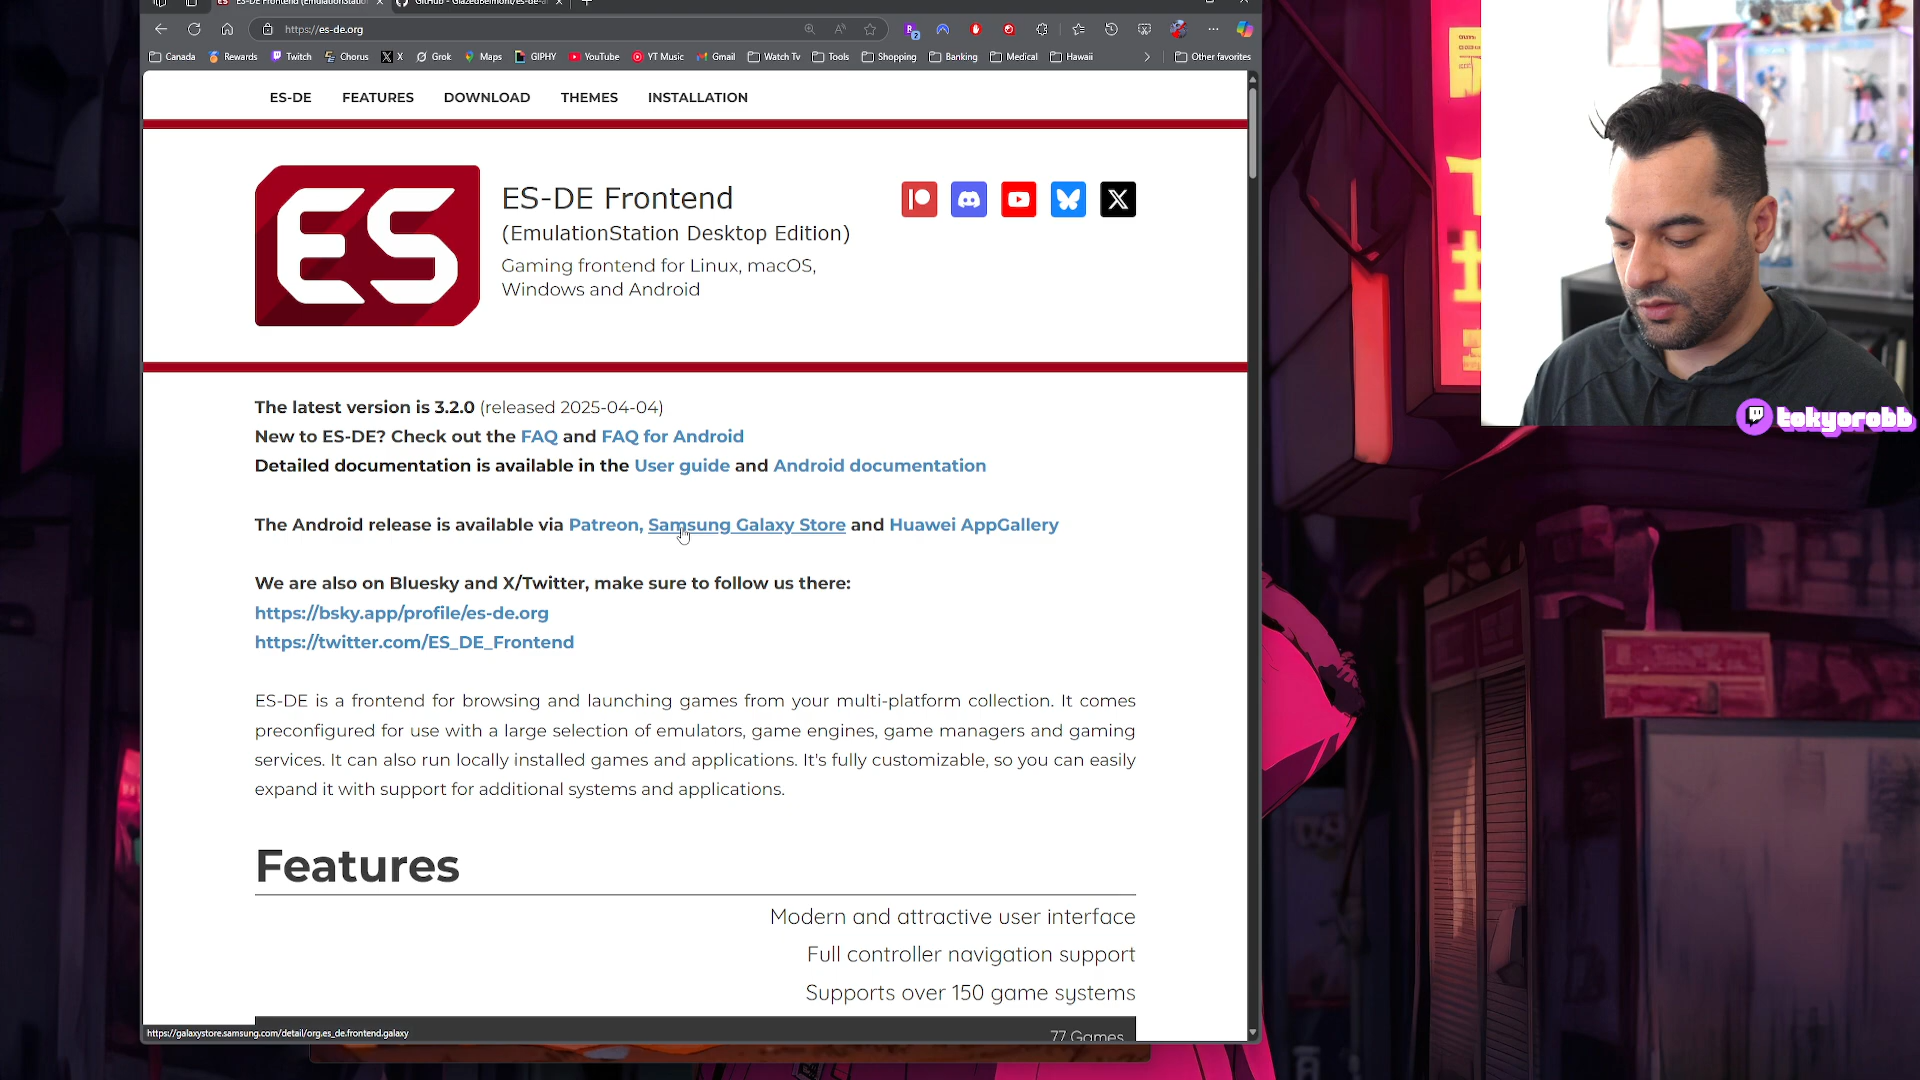 ES-DE Frontend (EmulationStatio
GitHub - GlazedBelmont/es-de-a
https://es-de.org
Canada
Rewards
Twitch
Chorus
X
Grok
Maps
GIPHY
YouTube
YT Music
Gmail
Watch Tv
Tools
Shopping
Banking
Medical
Hawaii
Other favorites
ES-DE
FEATURES
DOWNLOAD
THEMES
INSTALLATION
ES
ES-DE Frontend
(EmulationStation Desktop Edition)
Gaming frontend for Linux, macOS,
Windows and Android
The latest version is 3.2.0 (released 2025-04-04)
New to ES-DE? Check out the FAQ and FAQ for Android
Detailed documentation is available in the User guide and Android documentation
The Android release is available via Patreon, Samsung Galaxy Store and Huawei AppGallery
We are also on Bluesky and X/Twitter, make sure to follow us there:
https://bsky.app/profile/es-de.org
https://twitter.com/ES_DE_Frontend
ES-DE is a frontend for browsing and launching games from your multi-platform collection. It comes
preconfigured for use with a large selection of emulators, game engines, game managers and gaming
services. It can also run locally installed games and applications. It's fully customizable, so you can easily
expand it with support for additional systems and applications.
Features
Modern and attractive user interface
Full controller navigation support
Supports over 150 game systems
77 Games
https://galaxystore.samsung.com/detail/org.es_de.frontend.galaxy
tokyorobb